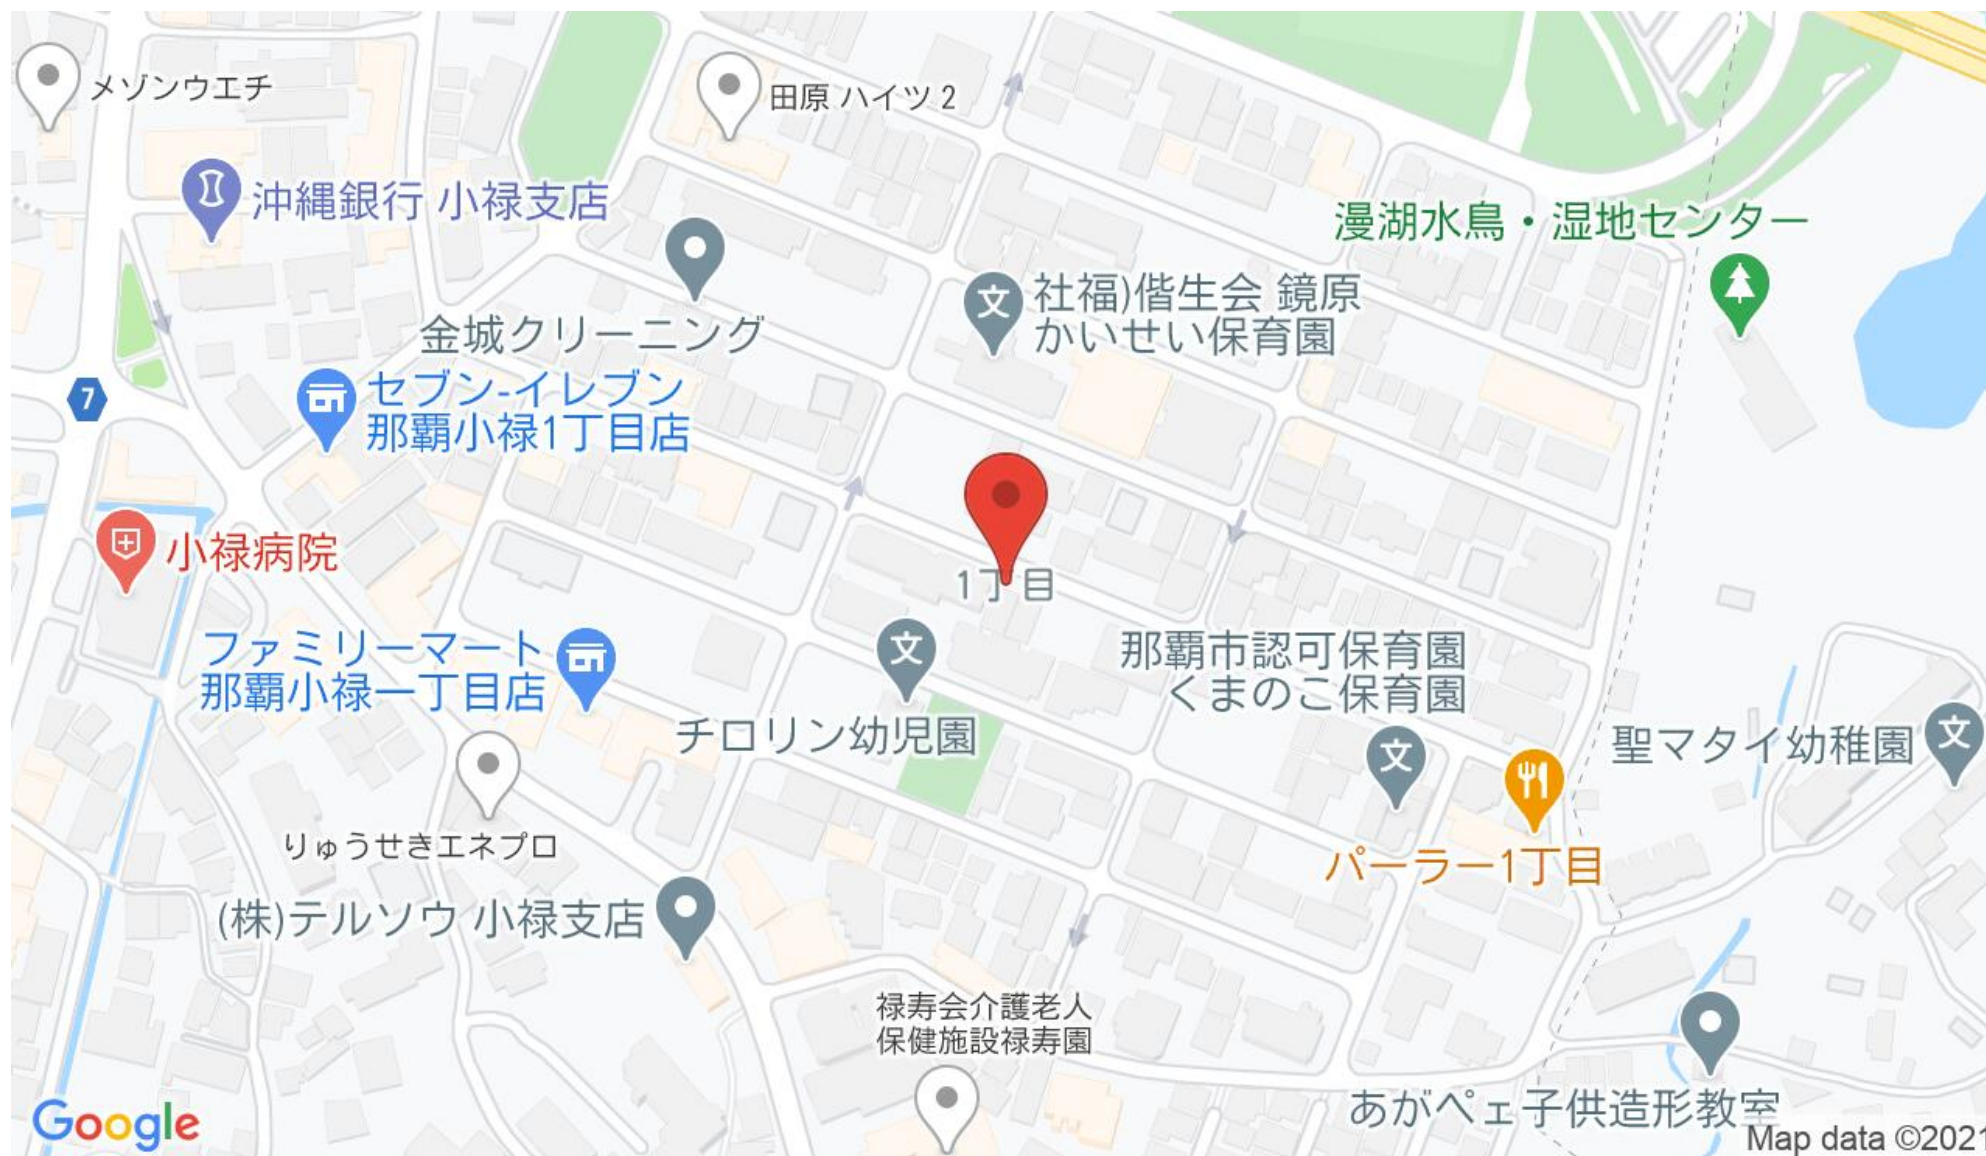 メゾンウエチ
田原 ハイツ 2
沖縄銀行 小禄支店
漫湖水鳥・湿地センター
社福)偕生会 鏡原
かいせい保育園
金城クリーニング
セブン-イレブン
那覇小禄1丁目店
7
小禄病院
1丁目
ファミリーマート
那覇小禄一丁目店
那覇市認可保育園
くまのこ保育園
チロリン幼児園
聖マタイ幼稚園
りゅうせきエネプロ
パーラー1丁目
(株)テルソウ 小禄支店
禄寿会介護老人
保健施設禄寿園
あがペェ子供造形教室
Google
Map data ©2021
文
文
文
文